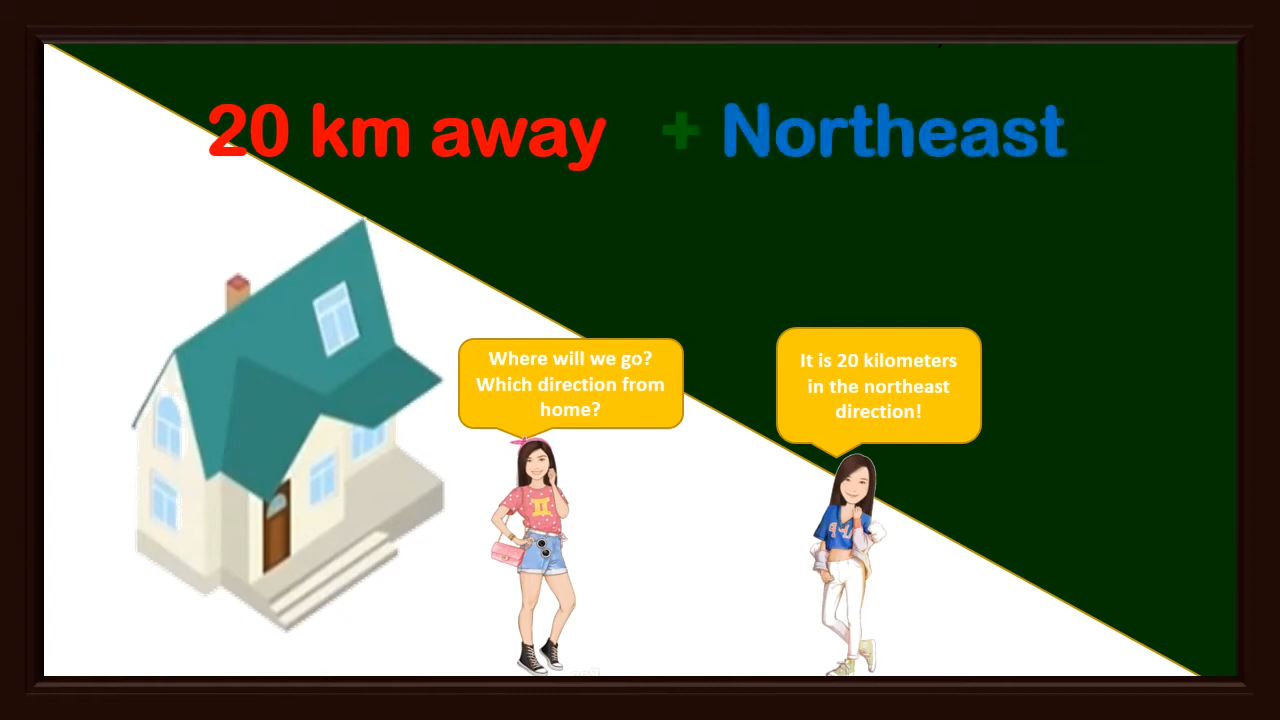 20 km away + Northeast
Where will we go?
Which direction from
home?
It is 20 kilometers
in the northeast
direction!